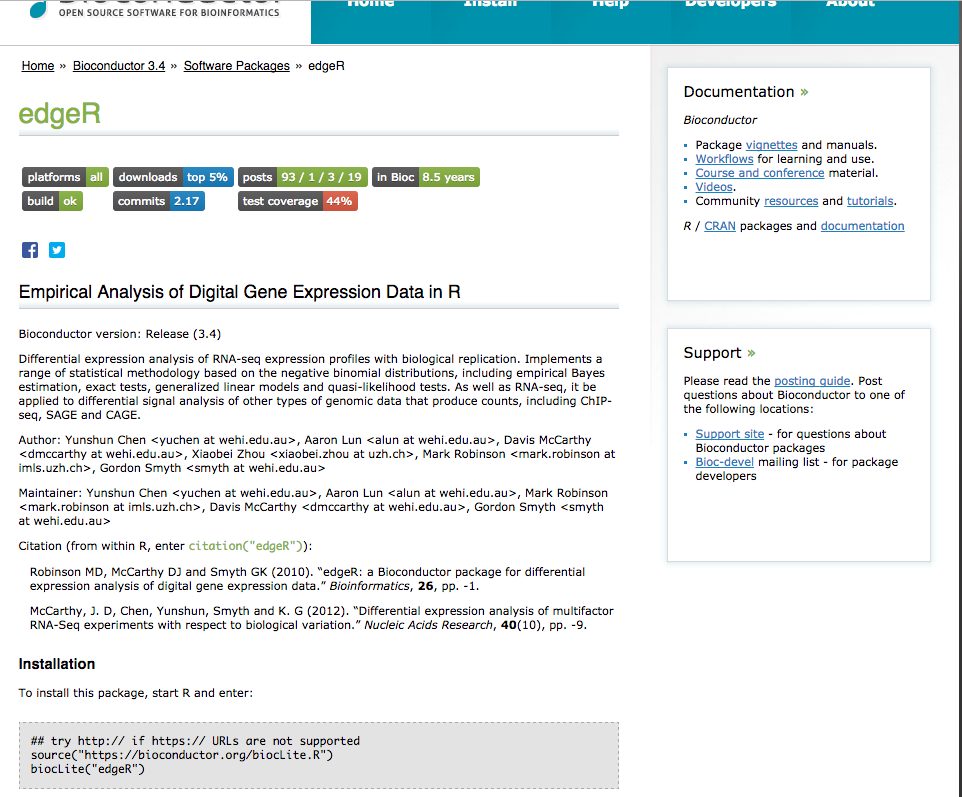 Bioconductor
OPEN SOURCE SOFTWARE FOR BIOINFORMATICS
Home Install Help Developers About
Home » Bioconductor 3.4 » Software Packages » edgeR
edgeR
platforms all downloads top 5% posts 93 / 1 / 3 / 19 in Bioc 8.5 years
build ok commits 2.17 test coverage 44%
Empirical Analysis of Digital Gene Expression Data in R
Bioconductor version: Release (3.4)
Differential expression analysis of RNA-seq expression profiles with biological replication. Implements a
range of statistical methodology based on the negative binomial distributions, including empirical Bayes
estimation, exact tests, generalized linear models and quasi-likelihood tests. As well as RNA-seq, it be
applied to differential signal analysis of other types of genomic data that produce counts, including ChIP-
seq, SAGE and CAGE.
Author: Yunshun Chen <yuchen at wehi.edu.au>, Aaron Lun <alun at wehi.edu.au>, Davis McCarthy
<dmccarthy at wehi.edu.au>, Xiaobei Zhou <xiaobei.zhou at uzh.ch>, Mark Robinson <mark.robinson at
imls.uzh.ch>, Gordon Smyth <smyth at wehi.edu.au>
Maintainer: Yunshun Chen <yuchen at wehi.edu.au>, Aaron Lun <alun at wehi.edu.au>, Mark Robinson
<mark.robinson at imls.uzh.ch>, Davis McCarthy <dmccarthy at wehi.edu.au>, Gordon Smyth <smyth
at wehi.edu.au>
Citation (from within R, enter citation("edgeR")):
Robinson MD, McCarthy DJ and Smyth GK (2010). “edgeR: a Bioconductor package for differential
expression analysis of digital gene expression data.” Bioinformatics, 26, pp. -1.
McCarthy, J. D, Chen, Yunshun, Smyth and K. G (2012). “Differential expression analysis of multifactor
RNA-Seq experiments with respect to biological variation.” Nucleic Acids Research, 40(10), pp. -9.
Installation
To install this package, start R and enter:
## try http:// if https:// URLs are not supported
source("https://bioconductor.org/biocLite.R")
biocLite("edgeR")
Documentation »
Bioconductor
Package vignettes and manuals.
Workflows for learning and use.
Course and conference material.
Videos.
Community resources and tutorials.
R / CRAN packages and documentation
Support »
Please read the posting guide. Post
questions about Bioconductor to one of
the following locations:
Support site - for questions about
Bioconductor packages
Bioc-devel mailing list - for package
developers